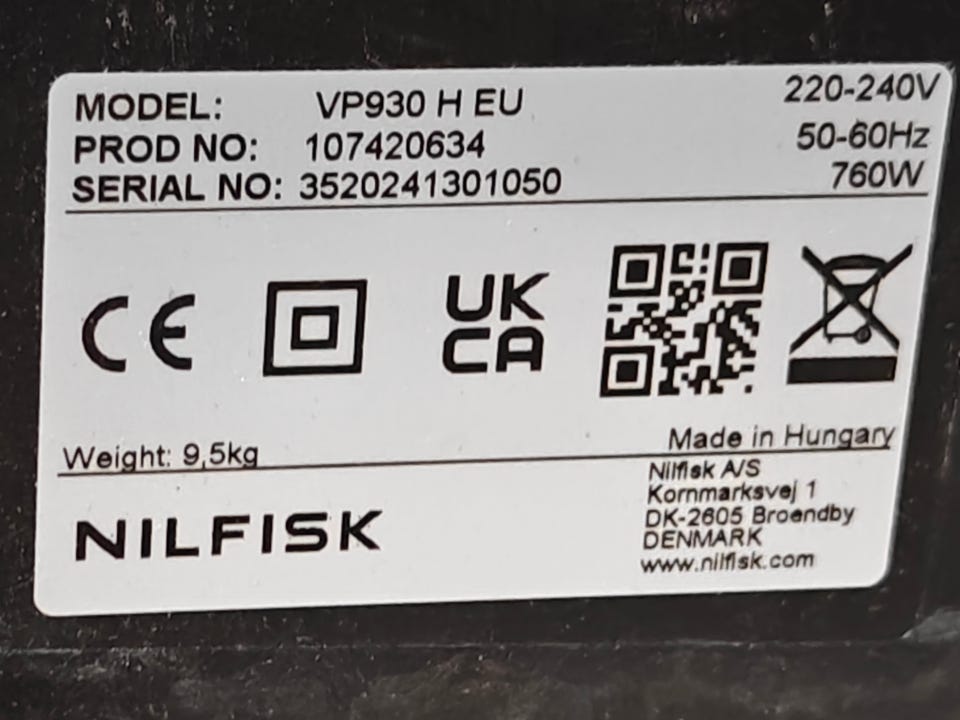 MODEL: VP930 H EU 220-240V
PROD NO: 107420634 50-60Hz
SERIAL NO: 3520241301050 760W
CE UK
CA
Weight: 9,5kg Made in Hungary
NILFISK
Nilfisk A/S
Kornmarksvej 1
DK-2605 Broendby
DENMARK
www.nilfisk.com